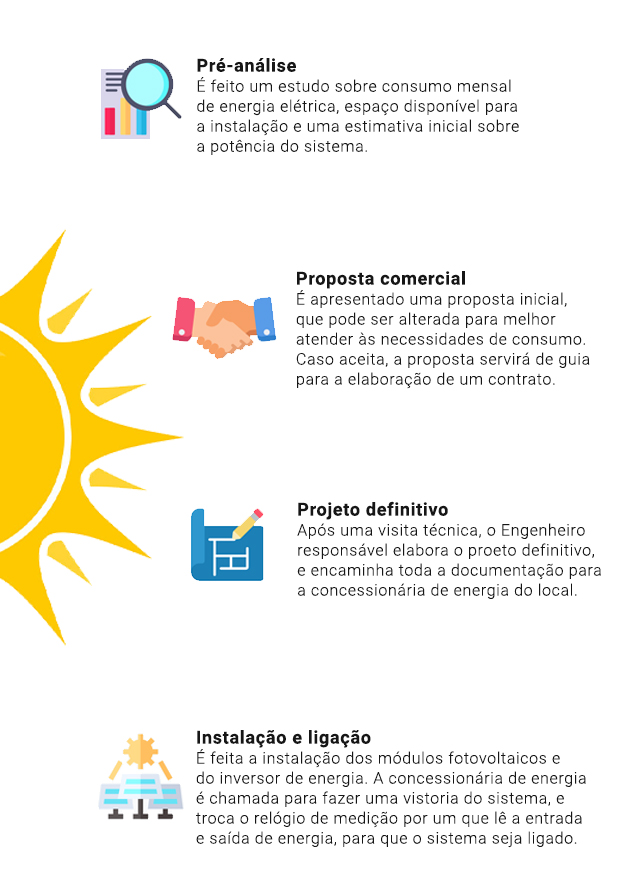 Pré-análise
É feito um estudo sobre consumo mensal
de energia elétrica, espaço disponível para
a instalação e uma estimativa inicial sobre
a potência do sistema.
Proposta comercial
É apresentado uma proposta inicial,
que pode ser alterada para melhor
atender às necessidades de consumo.
Caso aceita, a proposta servirá de guia
para a elaboração de um contrato.
Projeto definitivo
Após uma visita técnica, o Engenheiro
responsável elabora o proeto definitivo,
e encaminha toda a documentação para
a concessionária de energia do local.
Instalação e ligação
É feita a instalação dos módulos fotovoltaicos e
do inversor de energia. A concessionária de energia
é chamada para fazer uma vistoria do sistema, e
troca o relógio de medição por um que lê a entrada
e saída de energia, para que o sistema seja ligado.